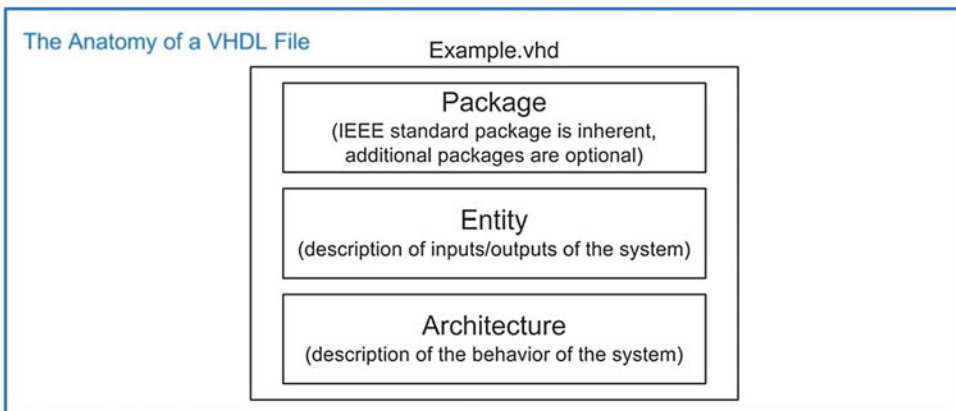 The Anatomy of a VHDL File
Example.vhd
Package
(IEEE standard package is inherent,
additional packages are optional)
Entity
(description of inputs/outputs of the system)
Architecture
(description of the behavior of the system)